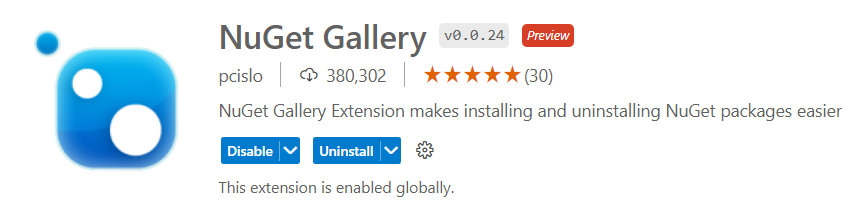 NuGet Gallery v0.0.24 Preview
pcislo 380,302 (30)
NuGet Gallery Extension makes installing and uninstalling NuGet packages easier
Disable Uninstall
This extension is enabled globally.